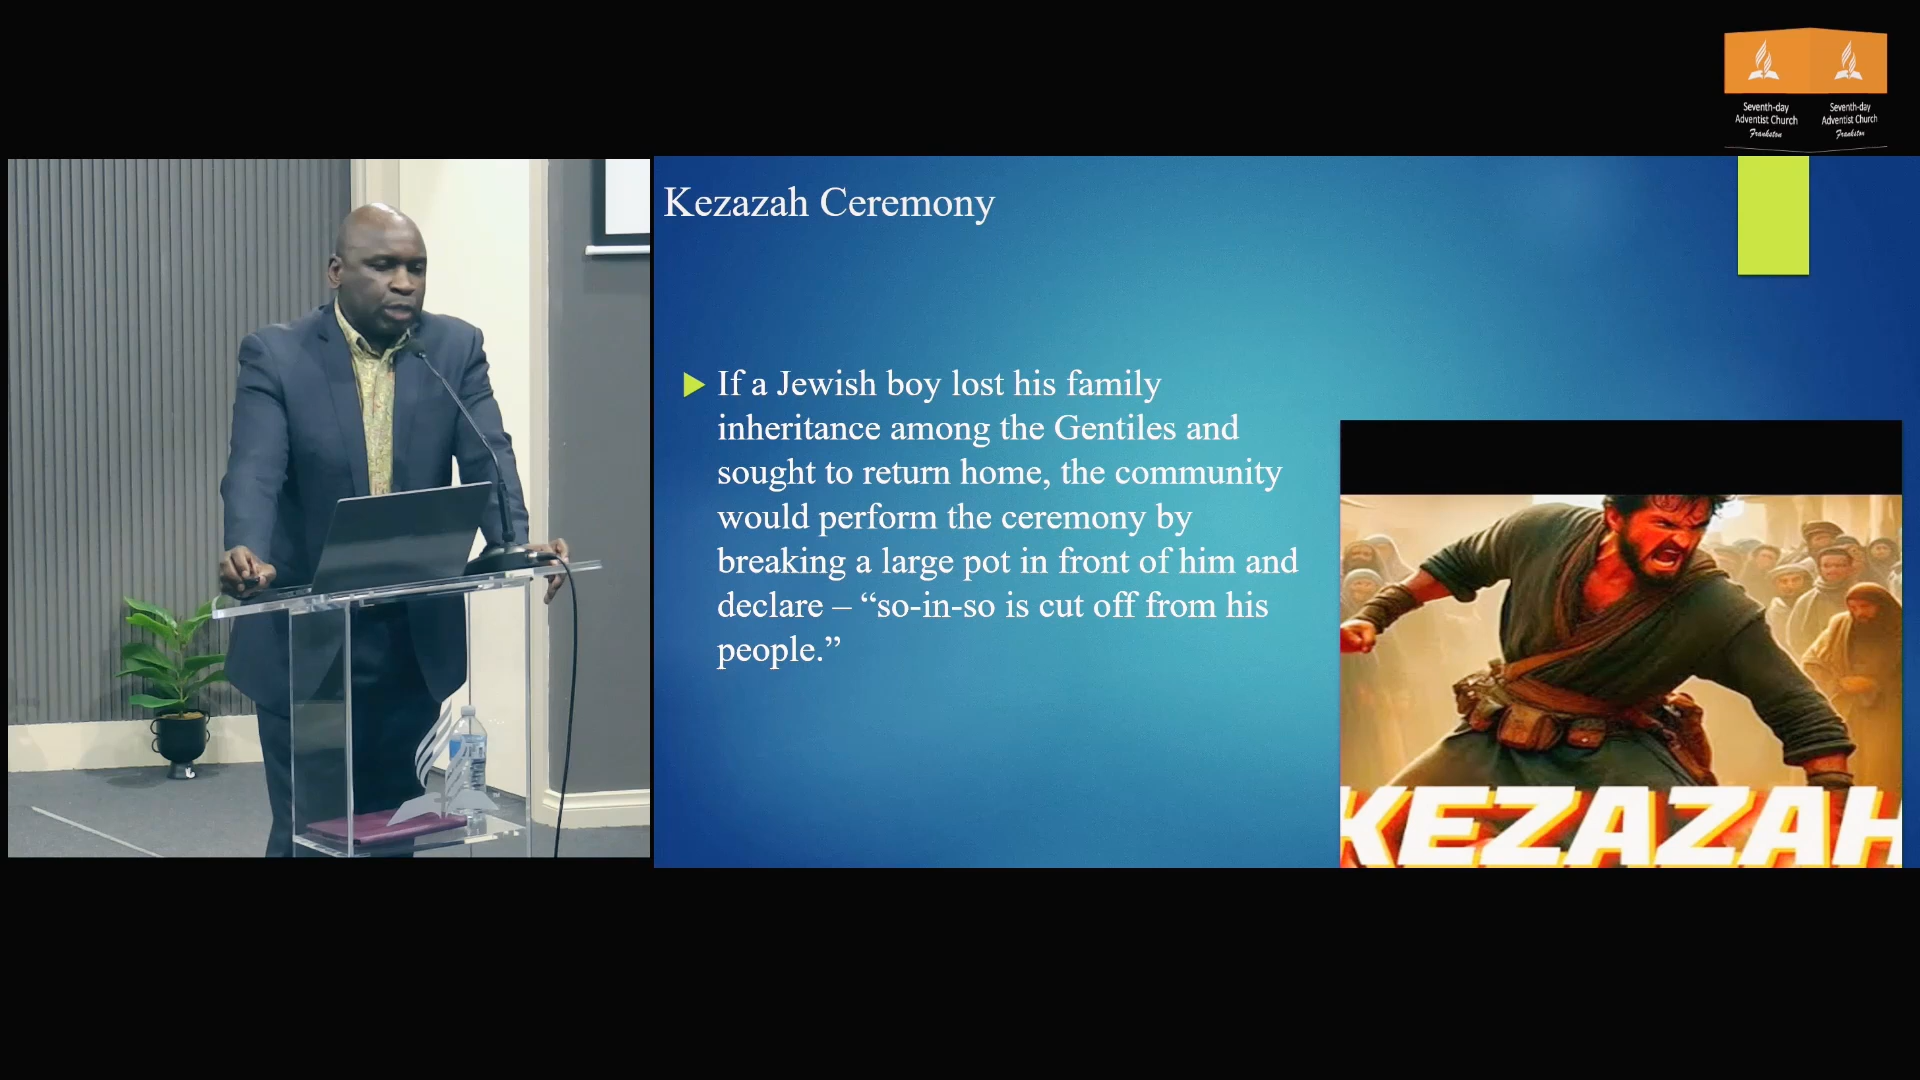 Seventh-day
Adventist Church
Frankston
Seventh-day
Adventist Church
Frankston
Kezazah Ceremony
If a Jewish boy lost his family
inheritance among the Gentiles and
sought to return home, the community
would perform the ceremony by
breaking a large pot in front of him and
declare – “so-in-so is cut off from his
people.”
KEZAZAH